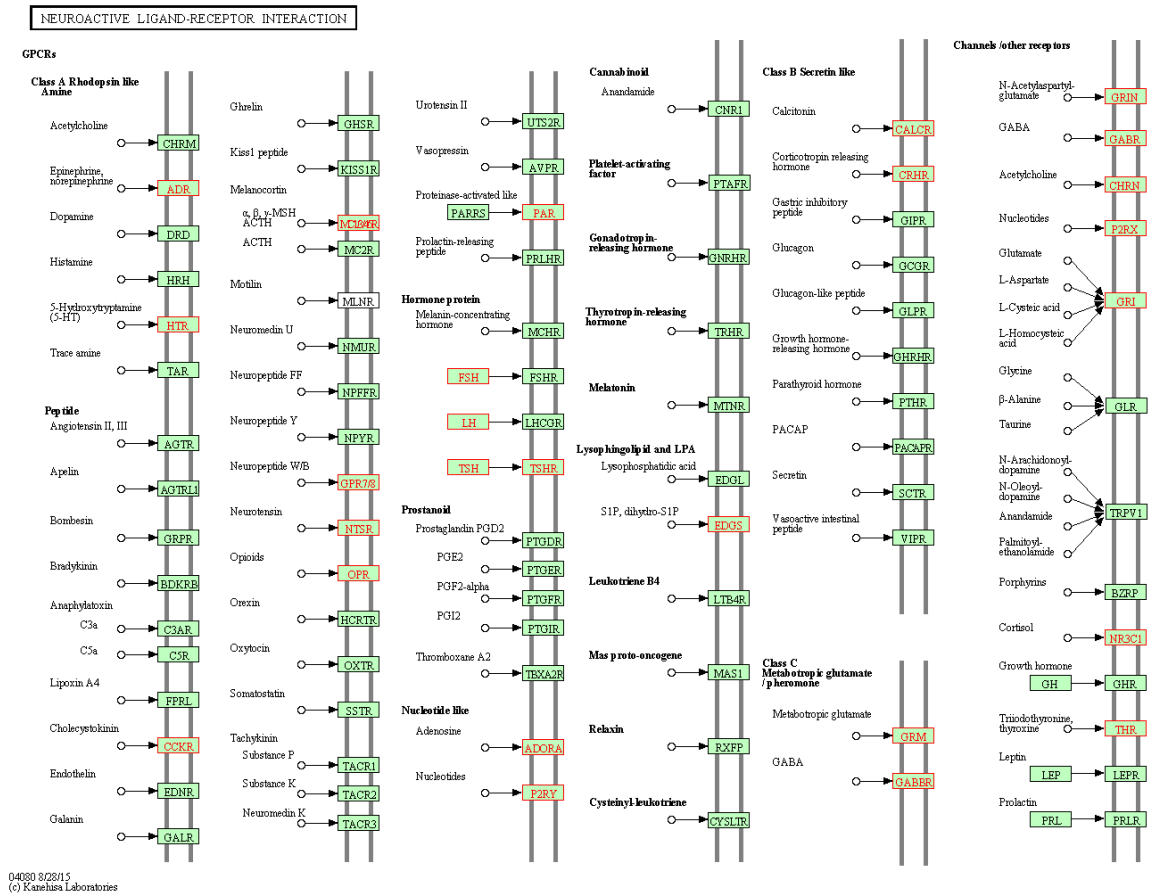 NEUROACTIVE LIGAND-RECEPTOR INTERACTION
GPCRs
Class A Rhodopsin like
Amine
Acetylcholine
CHRM
Epinephrine,
norepinephrine
ADR
Dopamine
DRD
Histamine
HRH
5-Hydroxytryptamine
(5-HT)
HTR
Trace amine
TAR
Peptide
Angiotensin II, III
AGTR
Apelin
AGTRL1
Bombesin
GRPR
Bradykinin
BDKRB
Anaphylatoxin
C3a
C3AR
C5a
C5R
Lipoxin A4
FPRL
Cholecystokinin
CCKR
Endothelin
EDNR
Galanin
GALR
Ghrelin
GHSR
Kiss1 peptide
KISS1R
Melanocortin
α, β, γ-MSH
ACTH
ACTH
MC2R
Motilin
MLNR
Neuromedin U
NMUR
Neuropeptide FF
NPFFR
Neuropeptide Y
NPYR
Neuropeptide W/B
GPR7/8
Neurotensin
NTSR
Opioids
OPR
Orexin
HCRTR
Oxytocin
OXTR
Somatostatin
SSTR
Tachykinin
Substance P
TACR1
Substance K
TACR2
Neuromedin K
TACR3
Urotensin II
UTS2R
Vasopressin
AVPR
Proteinase-activated like
PARRS
PAR
Prolactin-releasing
peptide
PRLHR
Hormone protein
Melanin-concentrating
hormone
MCHR
FSH
FSHR
LH
LHCGR
TSH
TSHR
Prostanoid
Prostaglandin PGD2
PTGDR
PGE2
PTGER
PGF2-alpha
PTGFR
PGI2
PTGIR
Thromboxane A2
TBXA2R
Nucleotide like
Adenosine
ADORA
Nucleotides
P2RY
Cannabinoid
Anandamide
CNR1
Platelet-activating
factor
PTAFR
Gonadotropin-
releasing hormone
GNRHR
Thyrotropin-releasing
hormone
TRHR
Melatonin
MTNR
Lysophingolipid and LPA
Lysophosphatidic acid
EDGL
S1P, dihydro-S1P
EDGS
Leukotriene B4
LTB4R
Mas proto-oncogene
MAS1
Relaxin
RXFP
Cysteinyl-leukotriene
CYSLTR
Class B Secretin like
Calcitonin
CALCR
Corticotropin releasing
hormone
CRHR
Gastric inhibitory
peptide
GIPR
Glucagon
GCGR
Glucagon-like peptide
GLPR
Growth hormone-
releasing hormone
GHRHR
Parathyroid hormone
PTHR
PACAP
PACAPR
Secretin
SCTR
Vasoactive intestinal
peptide
VIPR
Class C
Metabotropic glutamate
/ pheromone
Metabotropic glutamate
GRM
GABA
GABBR
Channels /other receptors
N-Acetylaspartyl-
glutamate
GRIN
GABA
GABR
Acetylcholine
CHRN
Nucleotides
P2RX
Glutamate
L-Aspartate
L-Cysteic acid
L-Homocysteic
acid
GRI
Glycine
β-Alanine
Taurine
GLR
N-Arachidonoyl-
dopamine
N-Oleoyl-
dopamine
Anandamide
Palmitoyl-
ethanolamide
TRPV1
Porphyrins
BZRP
Cortisol
NR3C1
Growth hormone
GH
GHR
Triiodothyronine,
thyroxine
THR
Leptin
LEP
LEPR
Prolactin
PRL
PRLR
04080 8/28/15
(c) Kanehisa Laboratories